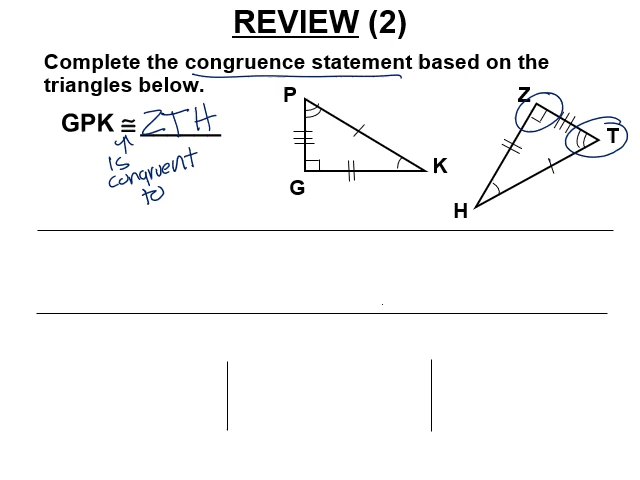 REVIEW (2)
Complete the congruence statement based on the
triangles below.
GPK ≅ ZTH
is
congruent
to
P
G
K
Z
T
H